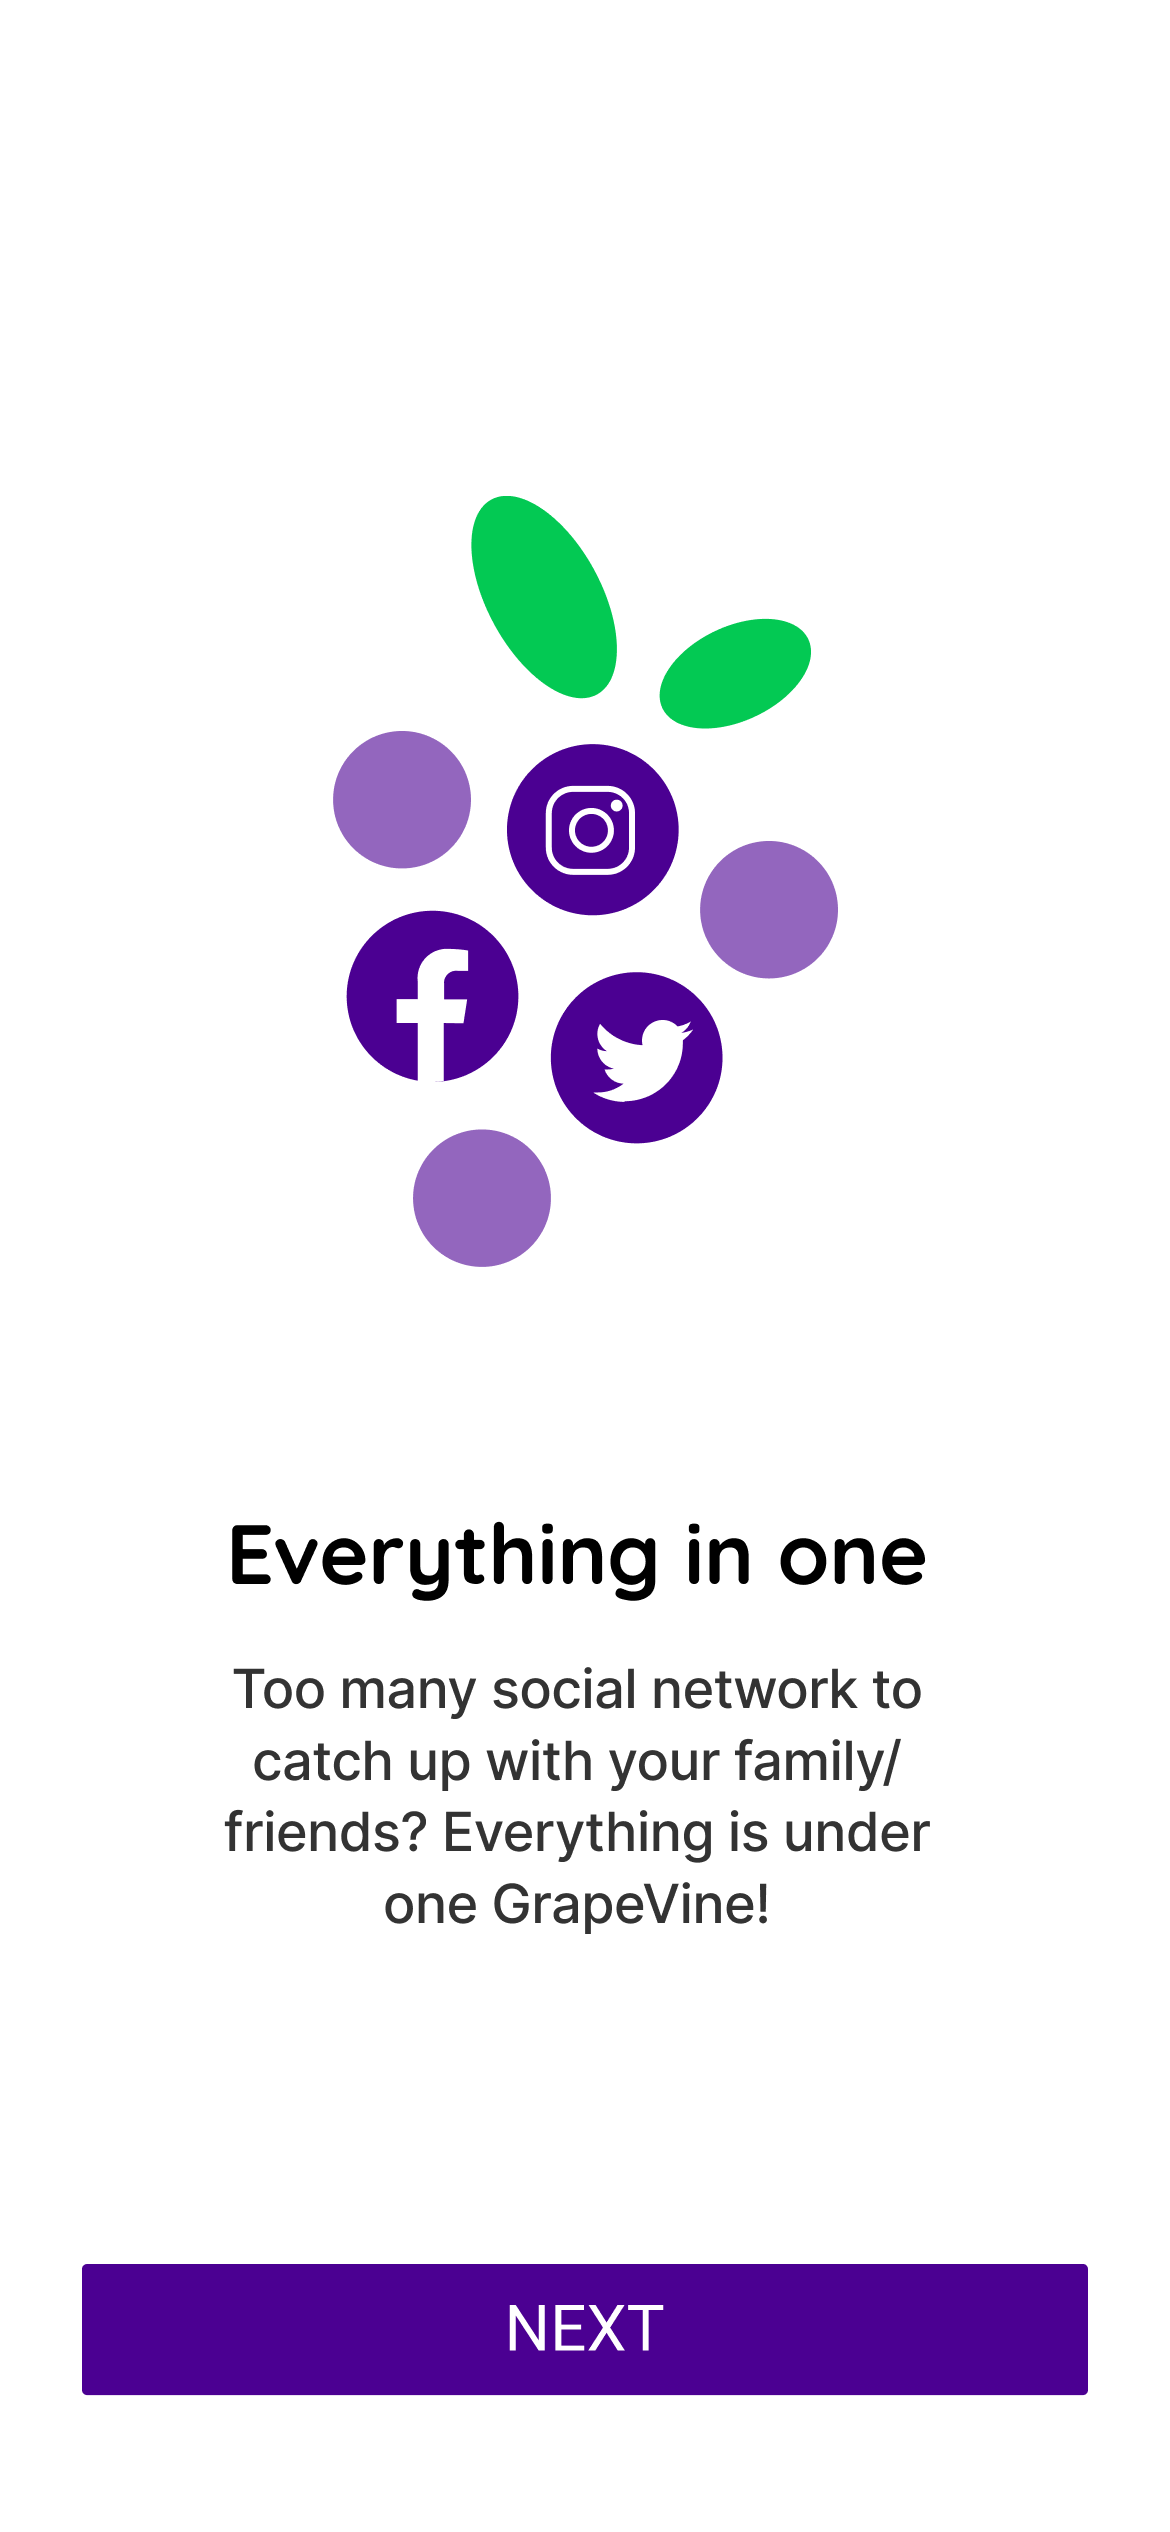 Everything in one
Too many social network to
catch up with your family/
friends? Everything is under
one GrapeVine!
NEXT